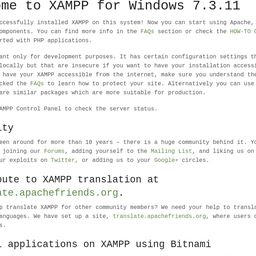 ome to XAMPP for Windows 7.3.11
ccessfully installed XAMPP on this system! Now you can start using Apache,
omponents. You can find more info in the FAQs section or check the HOW-TO G
rted with PHP applications.
ant only for development purposes. It has certain configuration settings th
locally but that are insecure if you want to have your installation accessi
have your XAMPP accessible from the internet, make sure you understand the
cked the FAQs to learn how to protect your site. Alternatively you can use
are similar packages which are more suitable for production.
AMPP Control Panel to check the server status.
ity
een around for more than 10 years – there is a huge community behind it. Yo
joining our Forums, adding yourself to the Mailing List, and liking us on
ur exploits on Twitter, or adding us to your Google+ circles.
bute to XAMPP translation at
ate.apachefriends.org.
p translate XAMPP for other community members? We need your help to transla
anguages. We have set up a site, translate.apachefriends.org, where users c
s.
l applications on XAMPP using Bitnami